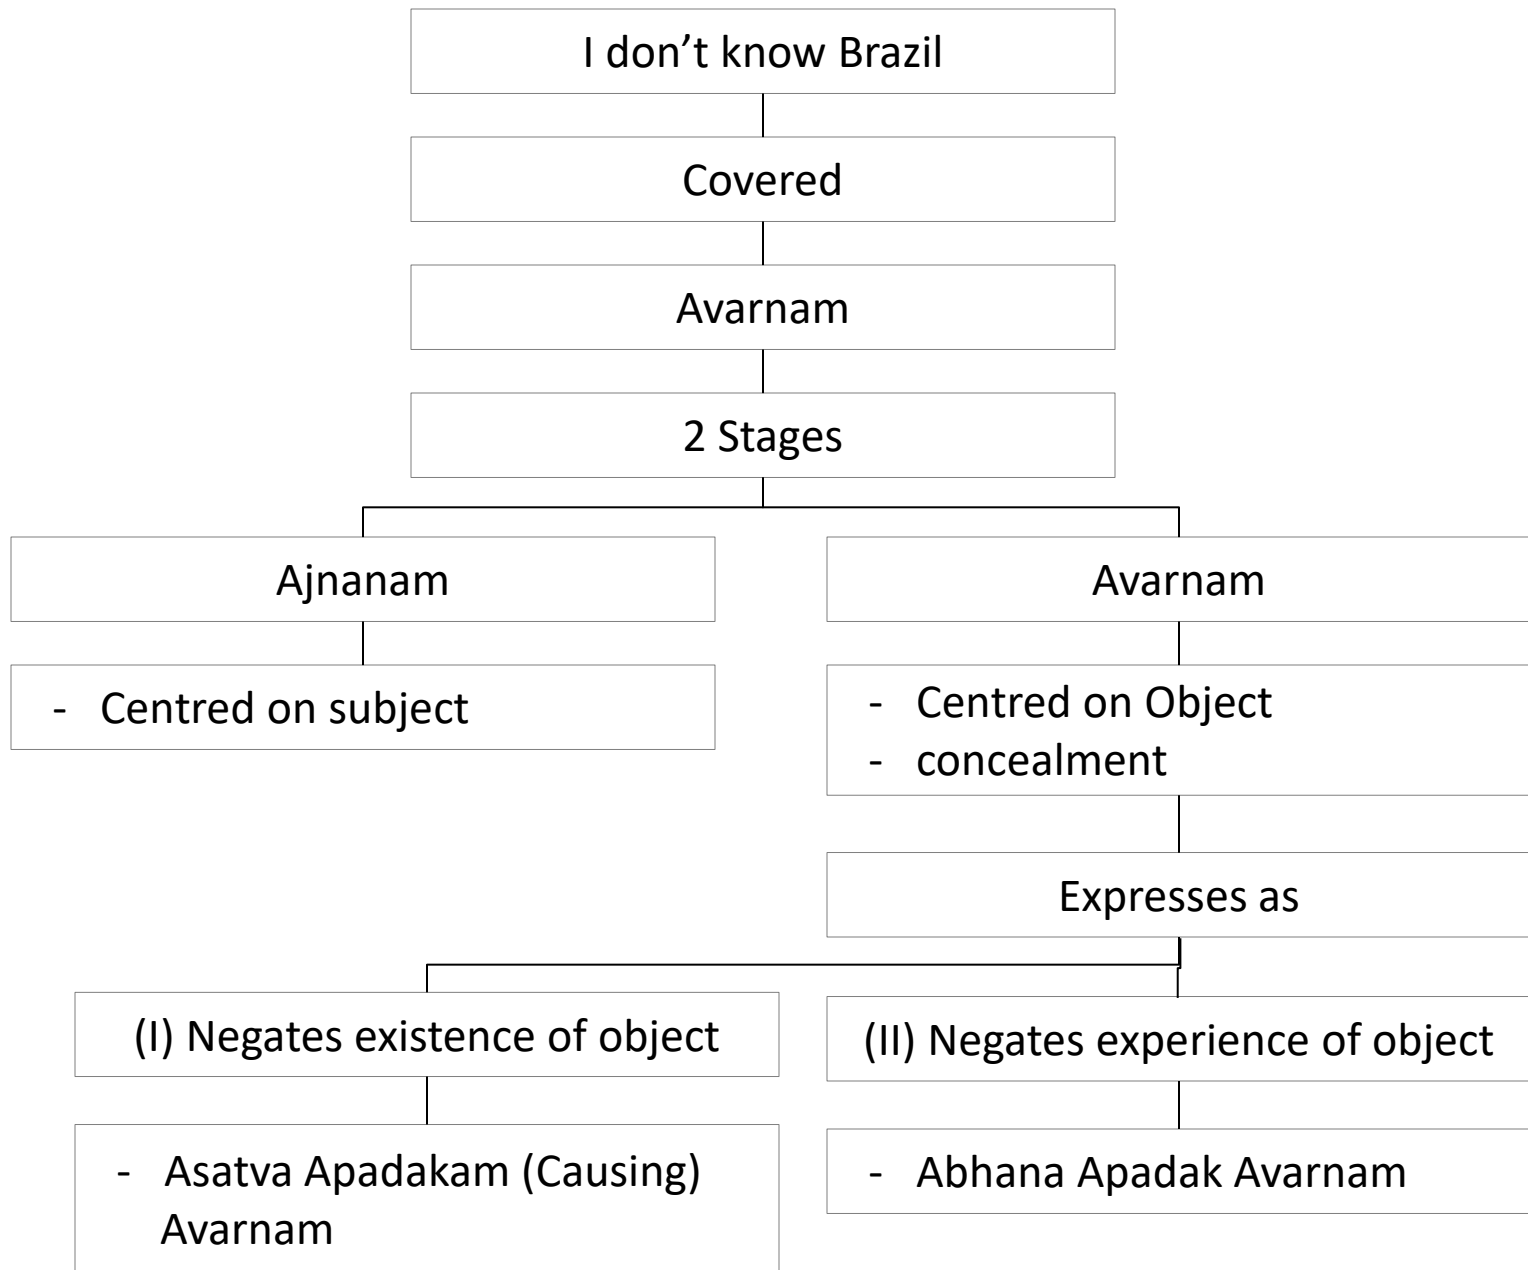 I don’t know Brazil
Covered
Avarnam
2 Stages
Ajnanam
Avarnam
- Centred on subject
- Centred on Object
- concealment
Expresses as
(I) Negates existence of object
(II) Negates experience of object
- Asatva Apadakam (Causing)
Avarnam
- Abhana Apadak Avarnam